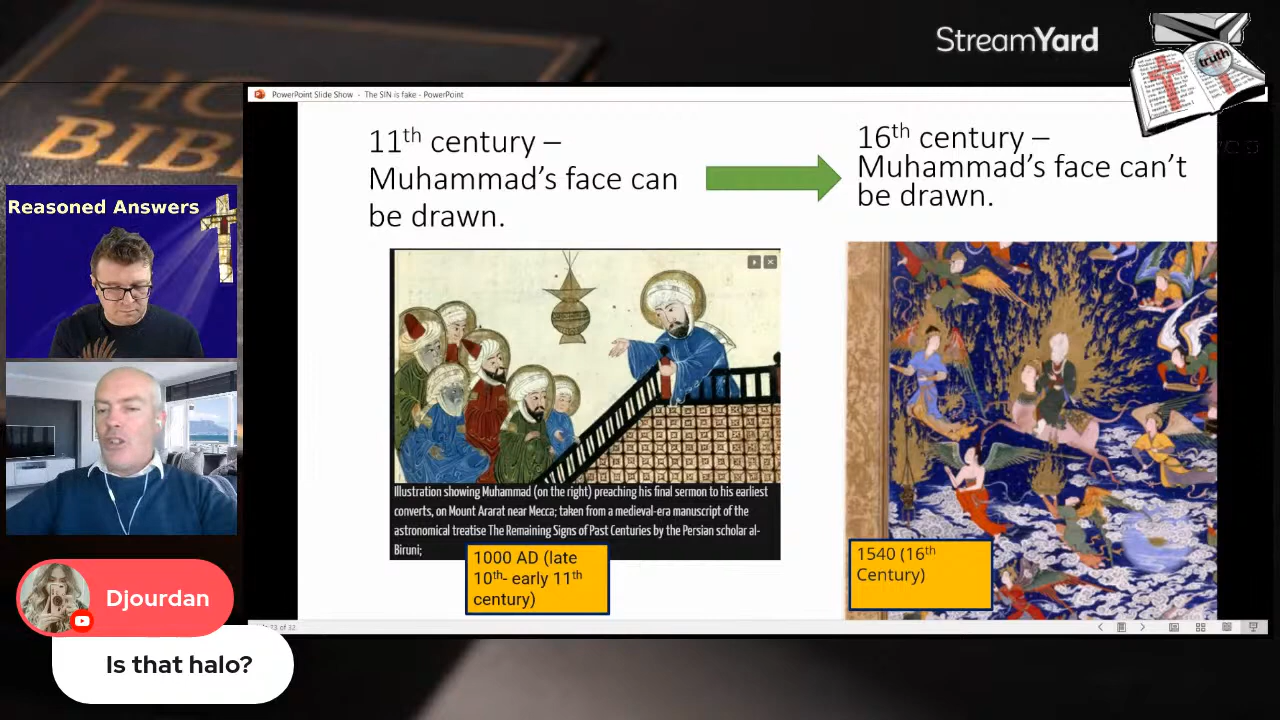 StreamYard
truth
HO
BIB
PowerPoint Slide Show - The SIN is fake - PowerPoint
11th century –
Muhammad's face can
be drawn.
16th century –
Muhammad's face can't
be drawn.
Reasoned Answers
Illustration showing Muhammad (on the right) preaching his final sermon to his earliest
converts, on Mount Ararat near Mecca; taken from a medieval-era manuscript of the
astronomical treatise The Remaining Signs of Past Centuries by the Persian scholar al-
Biruni;
1000 AD (late
10th- early 11th
century)
1540 (16th
Century)
Djourdan
Is that halo?